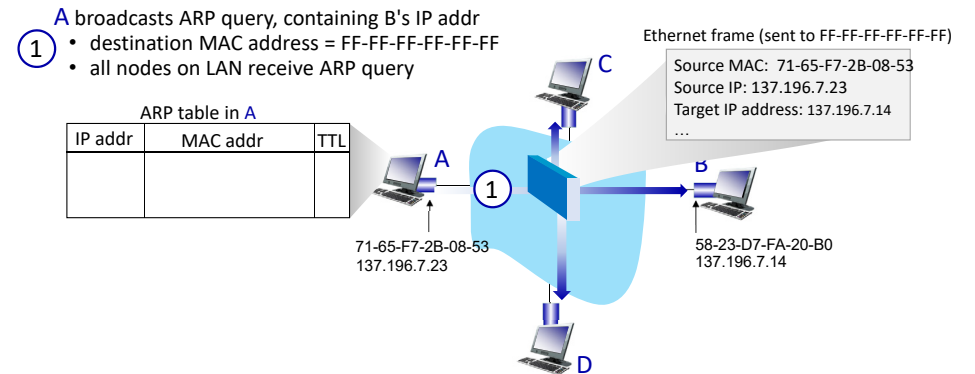 A broadcasts ARP query, containing B's IP addr
1
• destination MAC address = FF-FF-FF-FF-FF-FF
• all nodes on LAN receive ARP query
Ethernet frame (sent to FF-FF-FF-FF-FF-FF)
Source MAC: 71-65-F7-2B-08-53
Source IP: 137.196.7.23
Target IP address: 137.196.7.14
…
C
ARP table in A
IP addr MAC addr TTL
A
1
B
71-65-F7-2B-08-53
137.196.7.23
58-23-D7-FA-20-B0
137.196.7.14
D